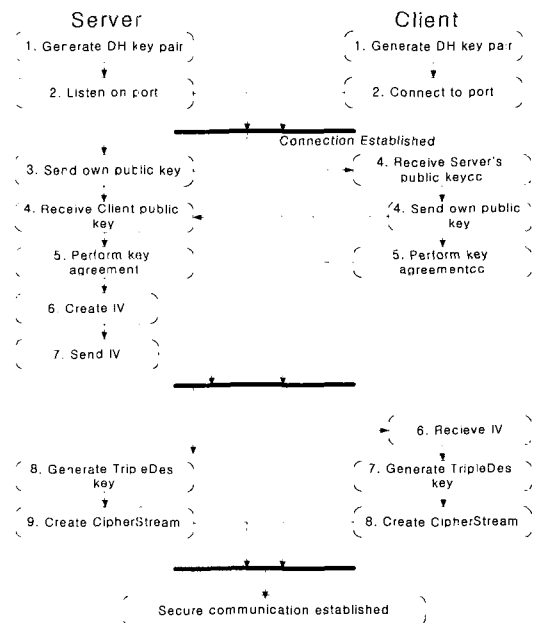 Server
Client
1. Generate DH key pair
1. Generate DH key pair
2. Listen on port
2. Connect to port
Connection Established
3. Send own public key
4. Receive Server's
public keycc
4. Receive Client public
key
4. Send own public
key
5. Perform key
agreement
5. Perform key
agreementcc
6. Create IV
7. Send IV
6. Recieve IV
8. Generate TripleDes
key
7. Generate TripleDes
key
9. Create CipherStream
8. Create CipherStream
Secure communication established